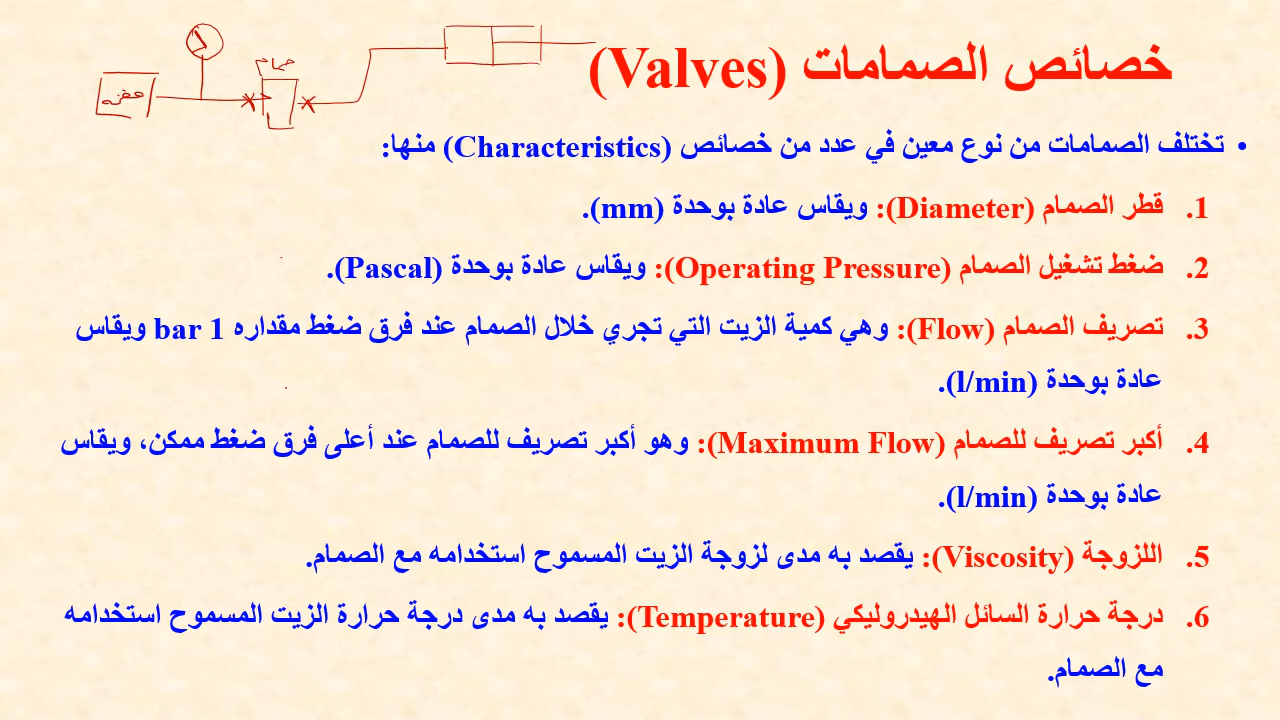 خصائص الصمامات (Valves)
صمام
مضخة
• تختلف الصمامات من نوع معين في عدد من خصائص (Characteristics) منها:
1. قطر الصمام (Diameter): ويقاس عادة بوحدة (mm).
2. ضغط تشغيل الصمام (Operating Pressure): ويقاس عادة بوحدة (Pascal).
3. تصريف الصمام (Flow): وهي كمية الزيت التي تجري خلال الصمام عند فرق ضغط مقداره 1 bar ويقاس
عادة بوحدة (l/min).
4. أكبر تصريف للصمام (Maximum Flow): وهو أكبر تصريف للصمام عند أعلى فرق ضغط ممكن، ويقاس
عادة بوحدة (l/min).
5. اللزوجة (Viscosity): يقصد به مدى لزوجة الزيت المسموح استخدامه مع الصمام.
6. درجة حرارة السائل الهيدروليكي (Temperature): يقصد به مدى درجة حرارة الزيت المسموح استخدامه
مع الصمام.